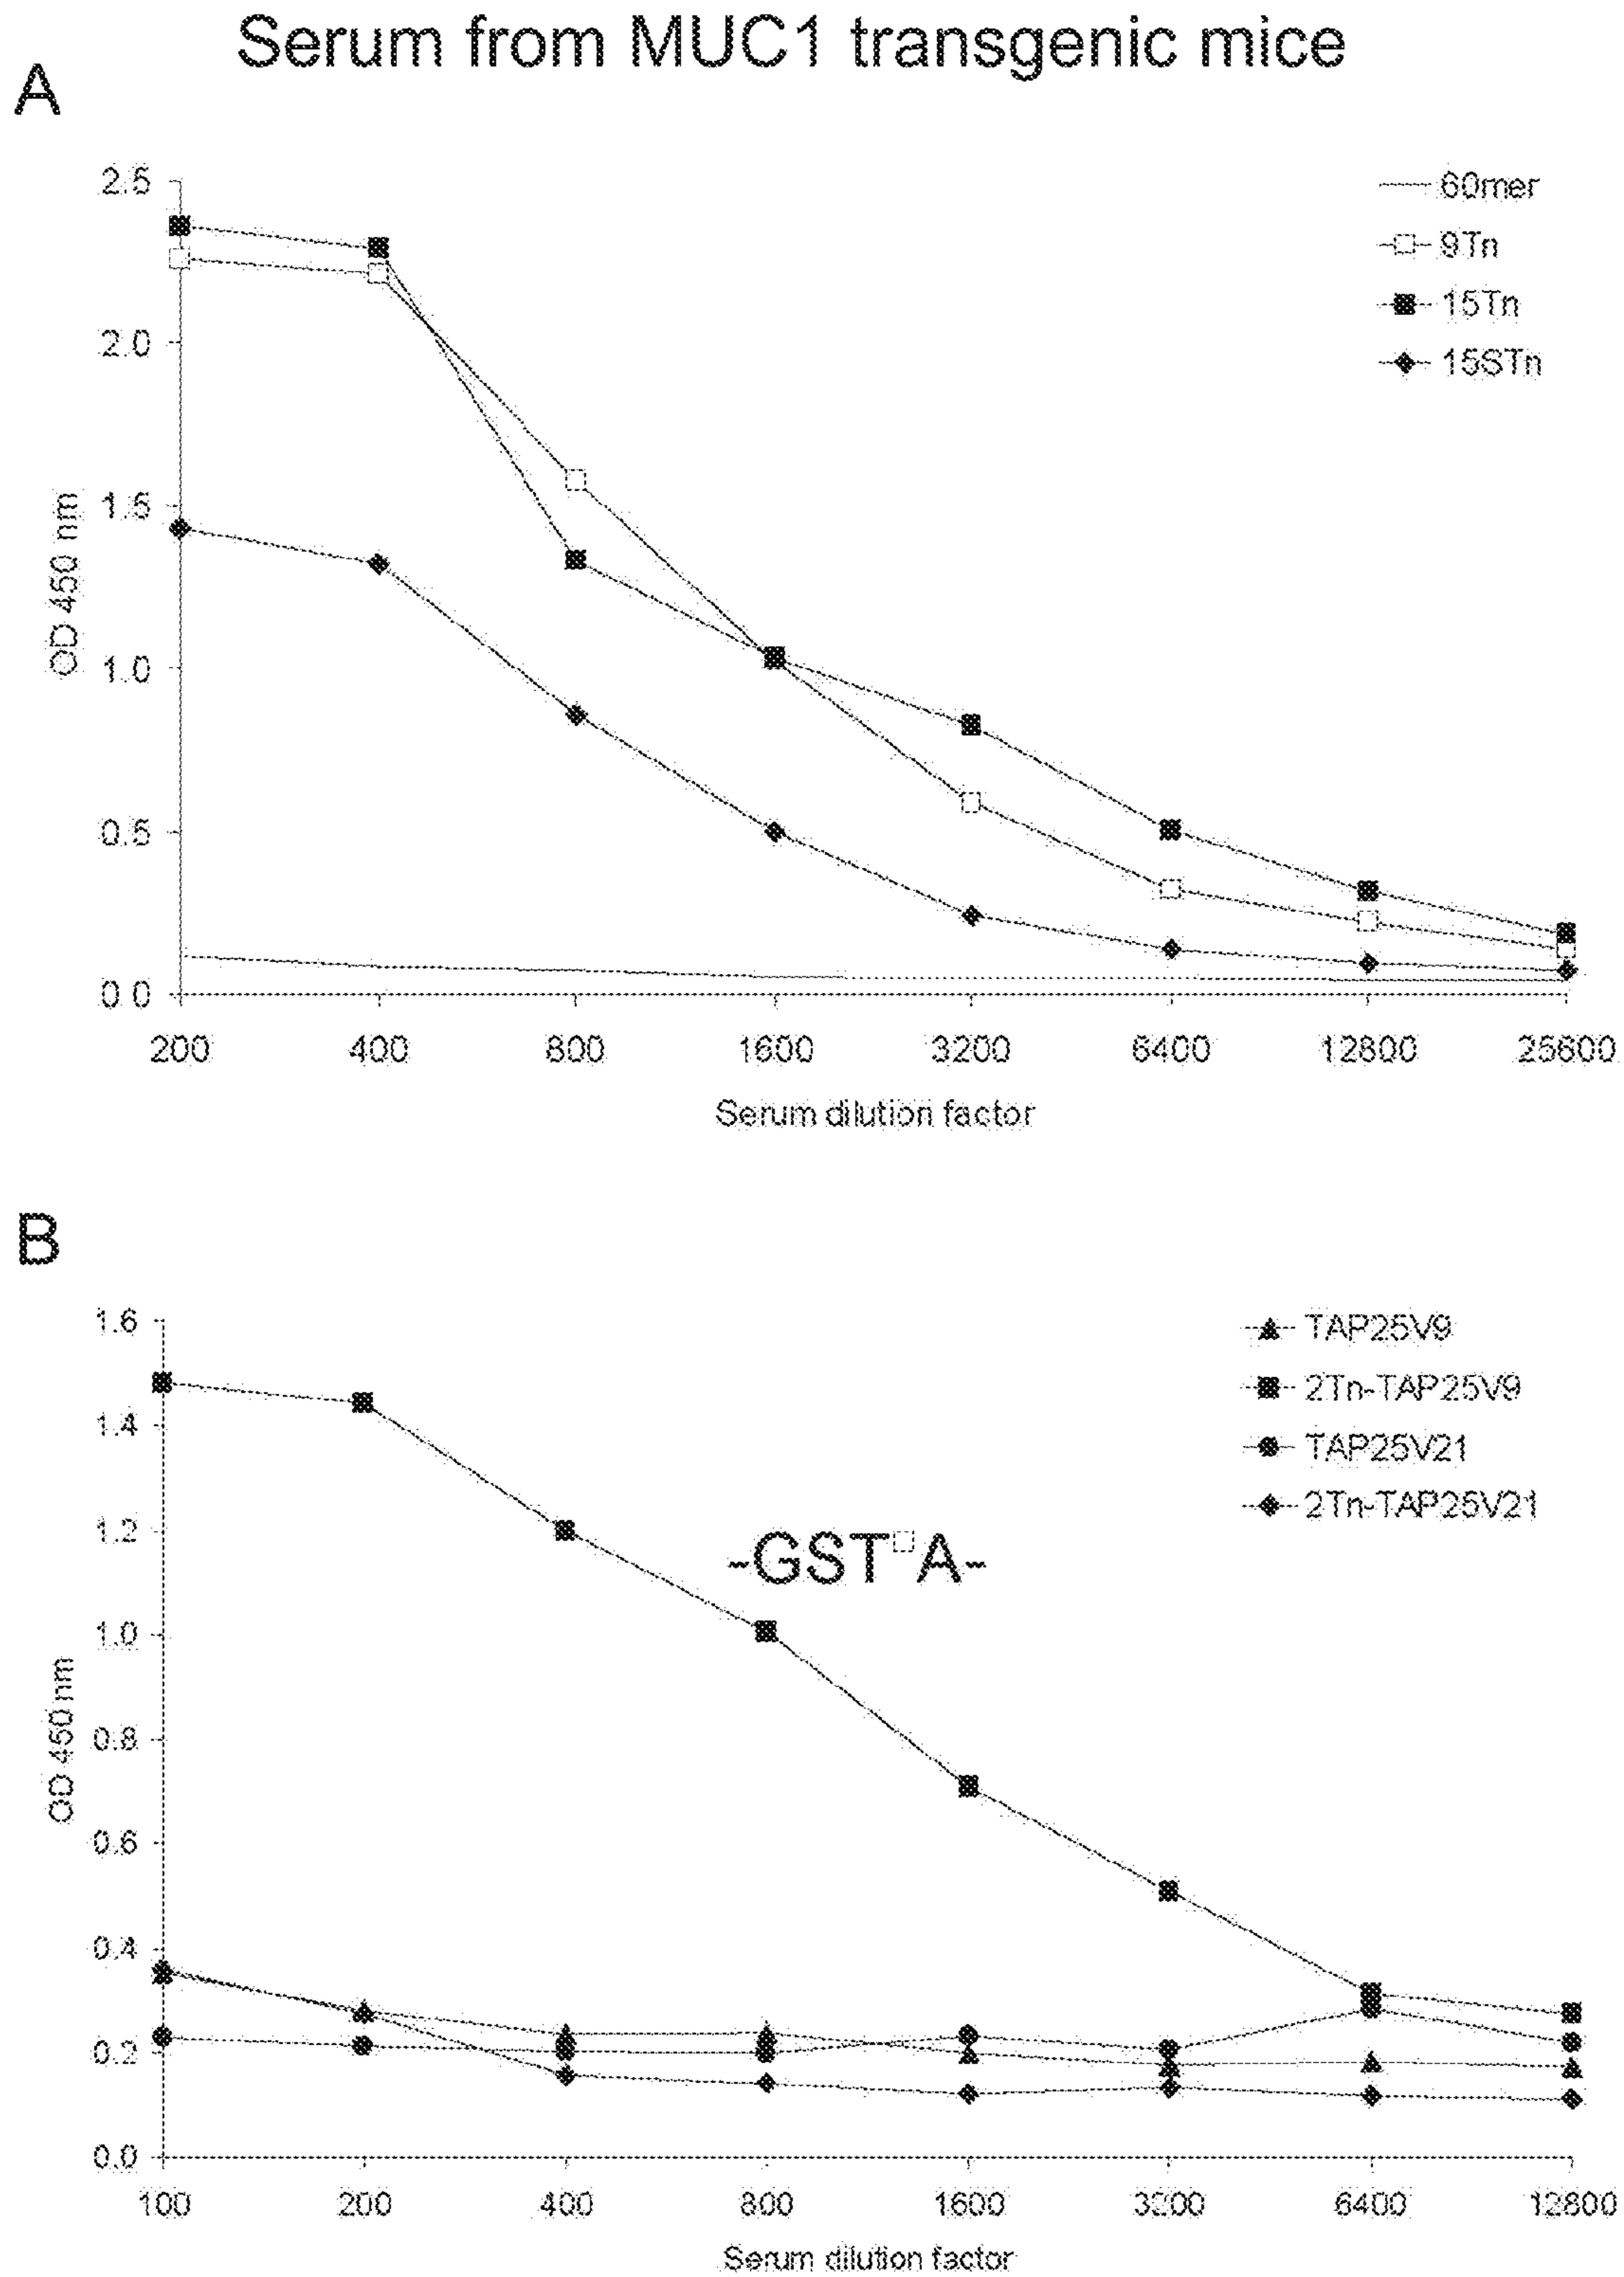 Serum from MUC1 transgenic mice
A
2.5
2.0
1.5
1.0
0.5
0.0
OD 450 nm
60mer
9Tn
15Tn
15STn
200 400 800 1600 3200 6400 12800 25600
Serum dilution factor
B
1.6
1.4
1.2
1.0
0.8
0.6
0.4
0.2
0.0
OD 450 nm
TAP25V9
2Tn-TAP25V9
TAP25V21
2Tn-TAP25V21
-GST□A-
100 200 400 800 1600 3200 6400 12800
Serum dilution factor